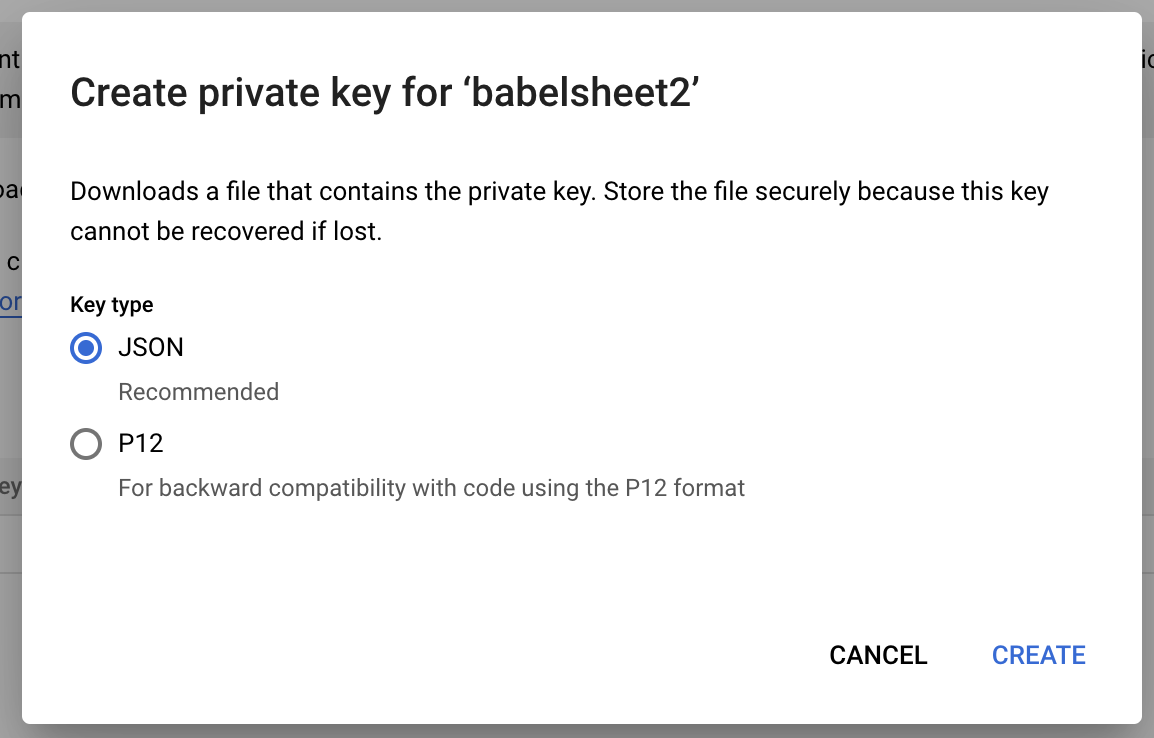 Create private key for ‘babelsheet2’
Downloads a file that contains the private key. Store the file securely because this key
cannot be recovered if lost.
Key type
JSON
Recommended
P12
For backward compatibility with code using the P12 format
CANCEL
CREATE